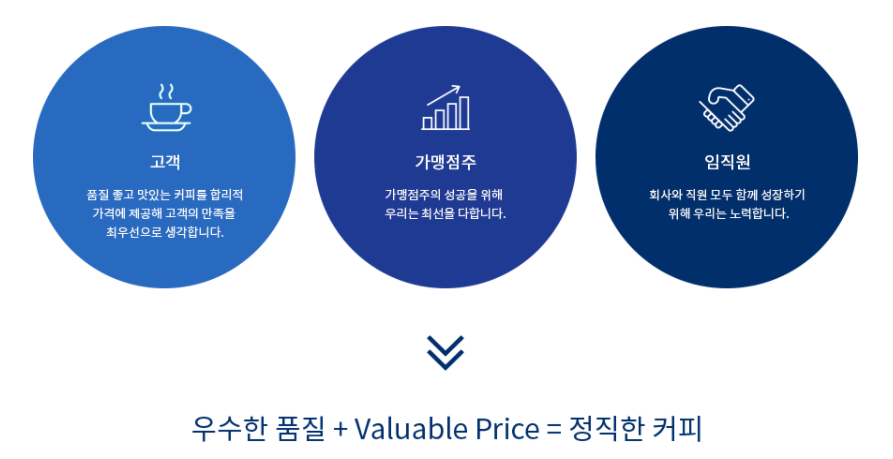 고객
품질 좋고 맛있는 커피를 합리적
가격에 제공해 고객의 만족을
최우선으로 생각합니다.
가맹점주
가맹점주의 성공을 위해
우리는 최선을 다합니다.
임직원
회사와 직원 모두 함께 성장하기
위해 우리는 노력합니다.
우수한 품질 + Valuable Price = 정직한 커피